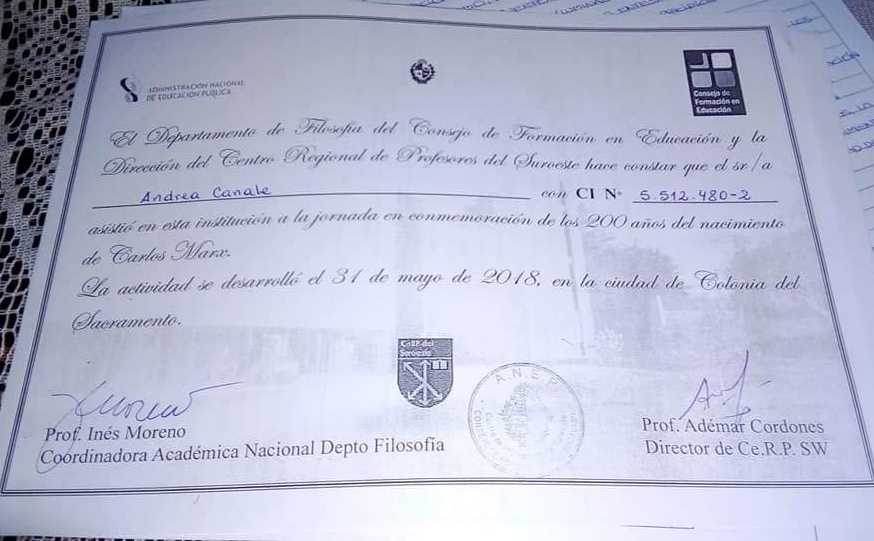 ADMINISTRACIÓN NACIONAL
DE EDUCACIÓN PÚBLICA
Consejo de
Formación en
Educación
El Departamento de Filosofía del Consejo de Formación en Educación y la
Dirección del Centro Regional de Profesores del Suroeste hace constar que el sr/a
Andrea Canale con CI Nº 5.512.480-2
asistió en esta institución a la jornada en conmemoración de los 200 años del nacimiento
de Carlos Marx.
La actividad se desarrolló el 31 de mayo de 2018, en la ciudad de Colonia del
Sacramento.
CeRP del
Suroeste
A.N.E.P.
Prof. Inés Moreno
Coordinadora Académica Nacional Depto Filosofía
Prof. Adémar Cordones
Director de Ce.R.P. SW